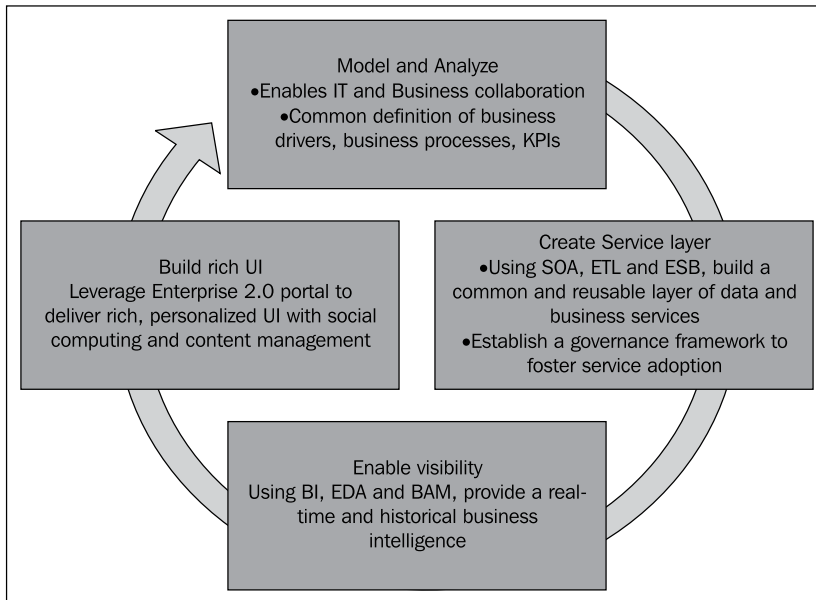 Model and Analyze
•Enables IT and Business collaboration
•Common definition of business
drivers, business processes, KPIs
Create Service layer
•Using SOA, ETL and ESB, build a
common and reusable layer of data and
business services
•Establish a governance framework to
foster service adoption
Enable visibility
Using BI, EDA and BAM, provide a real-
time and historical business
intelligence
Build rich UI
Leverage Enterprise 2.0 portal to
deliver rich, personalized UI with social
computing and content management